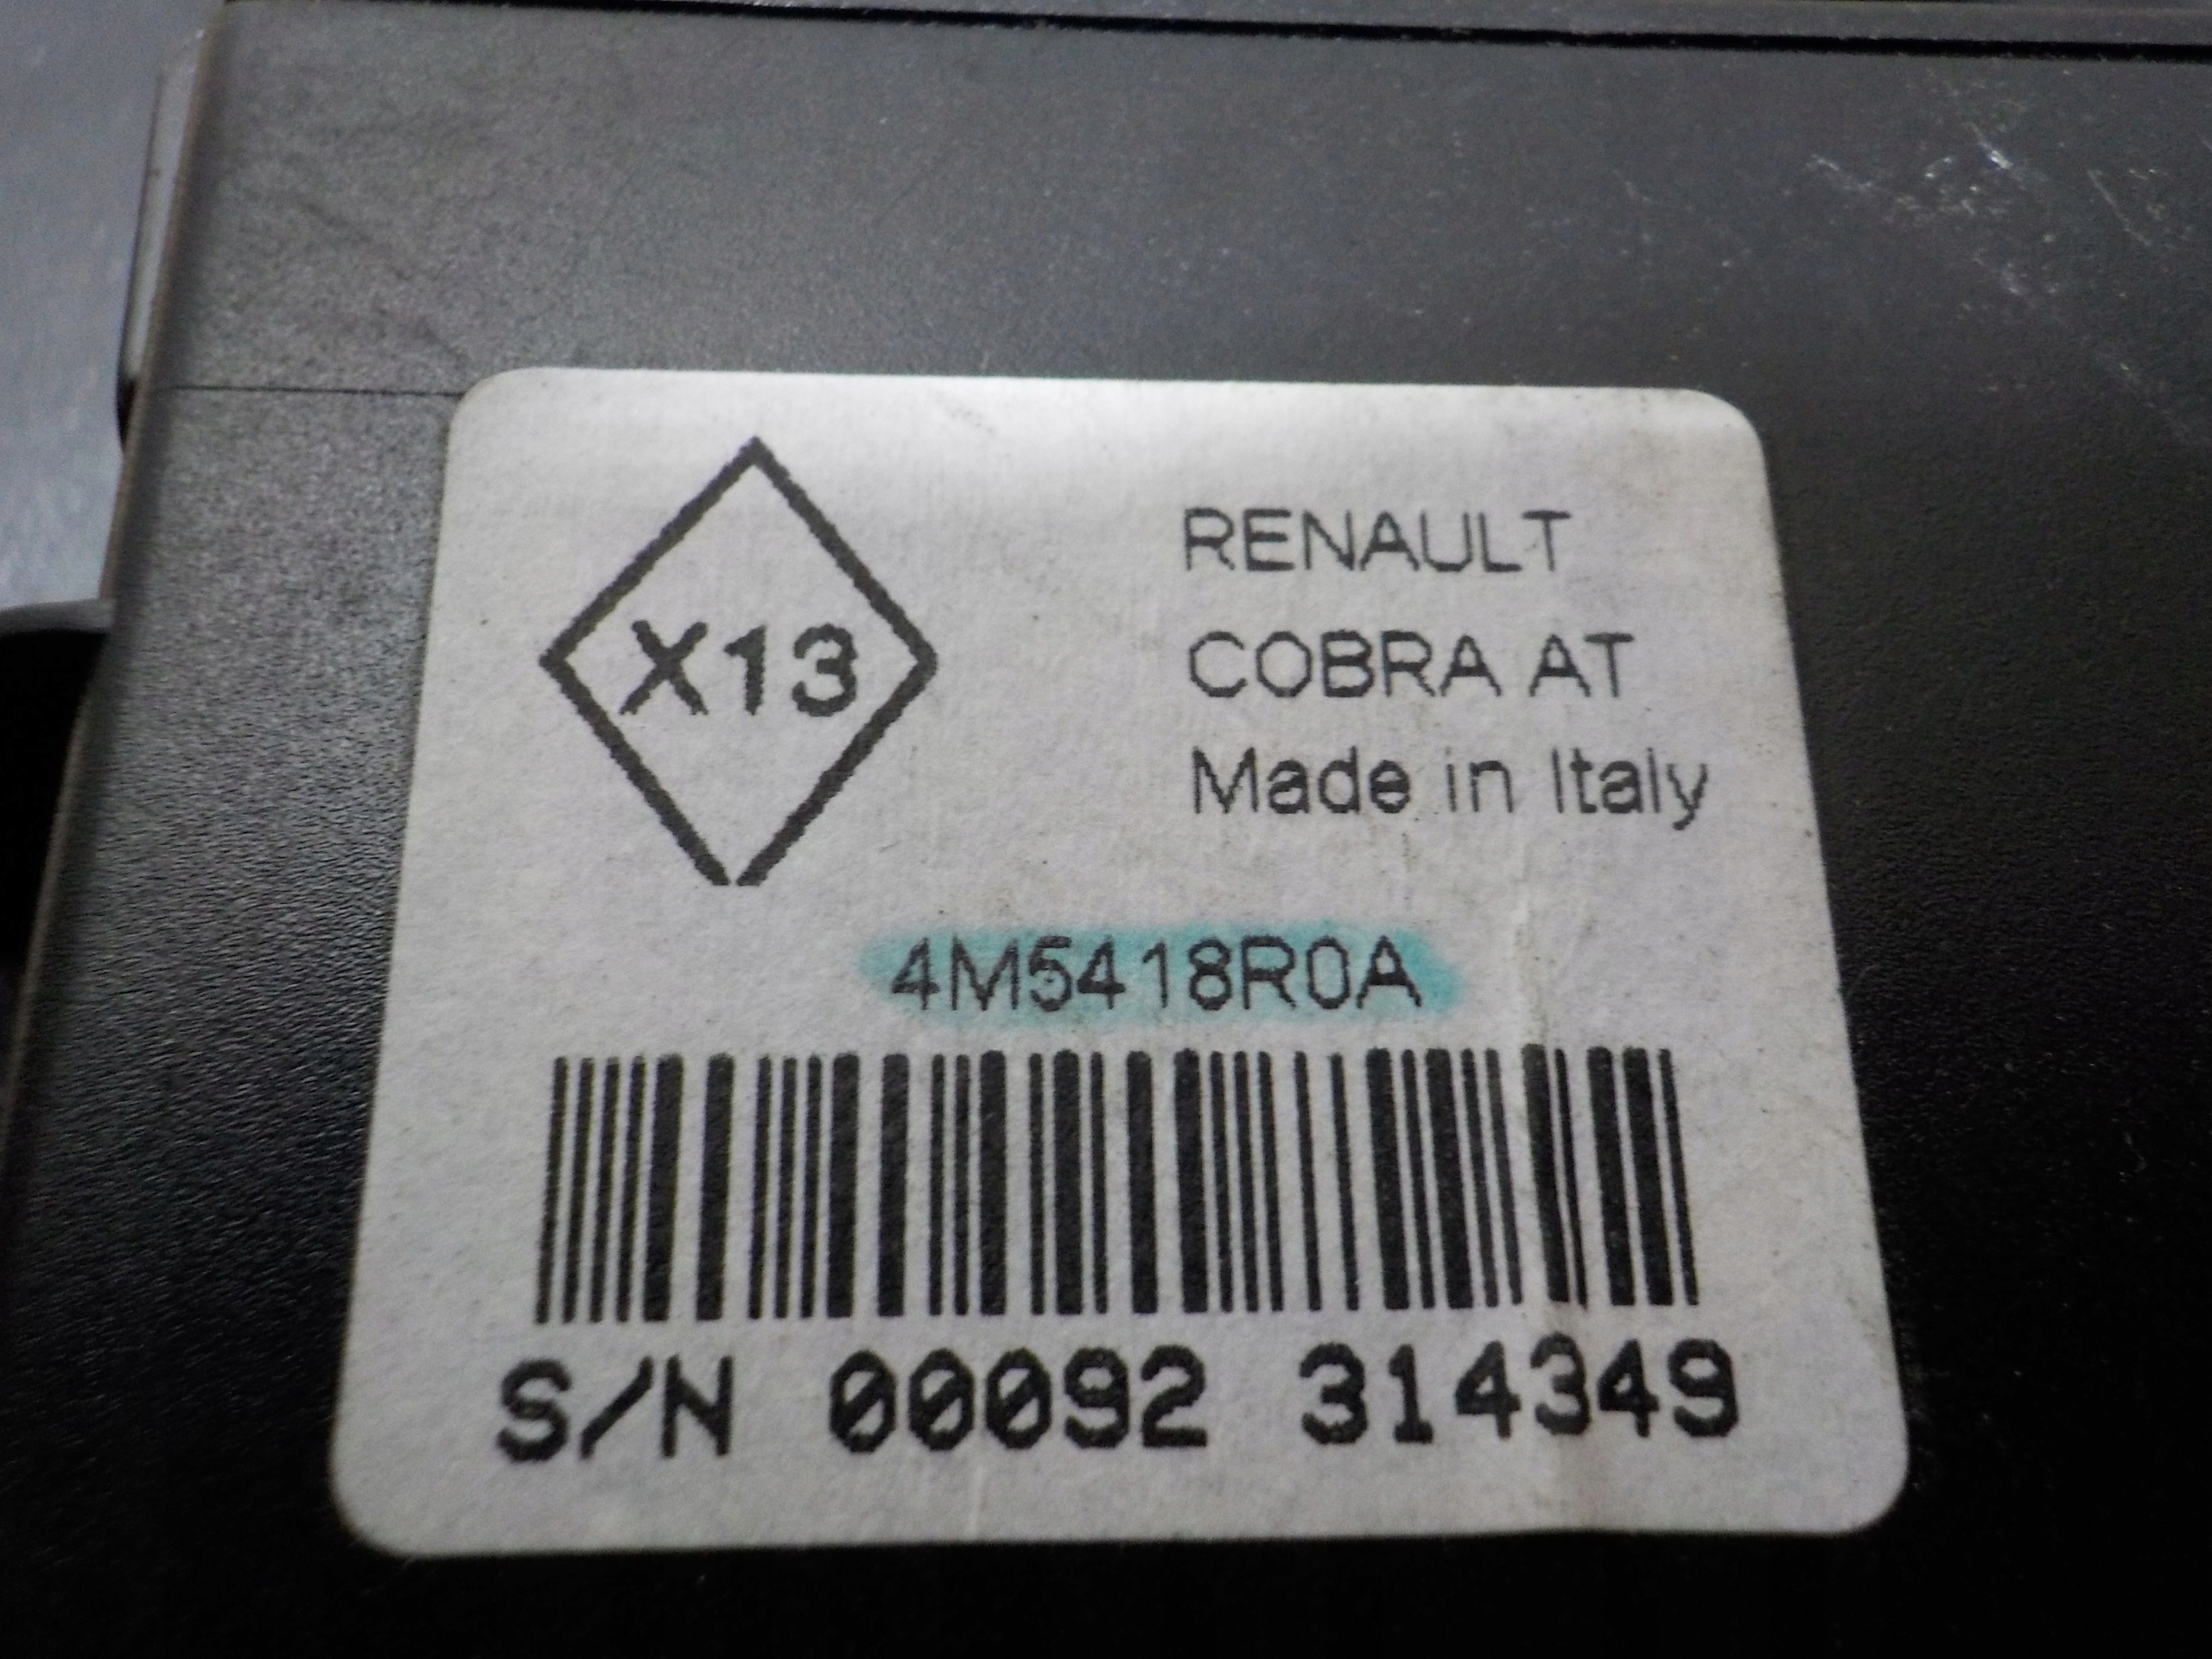 X13
RENAULT
COBRA AT
Made in Italy
4M5418R0A
S/N 00092 314349